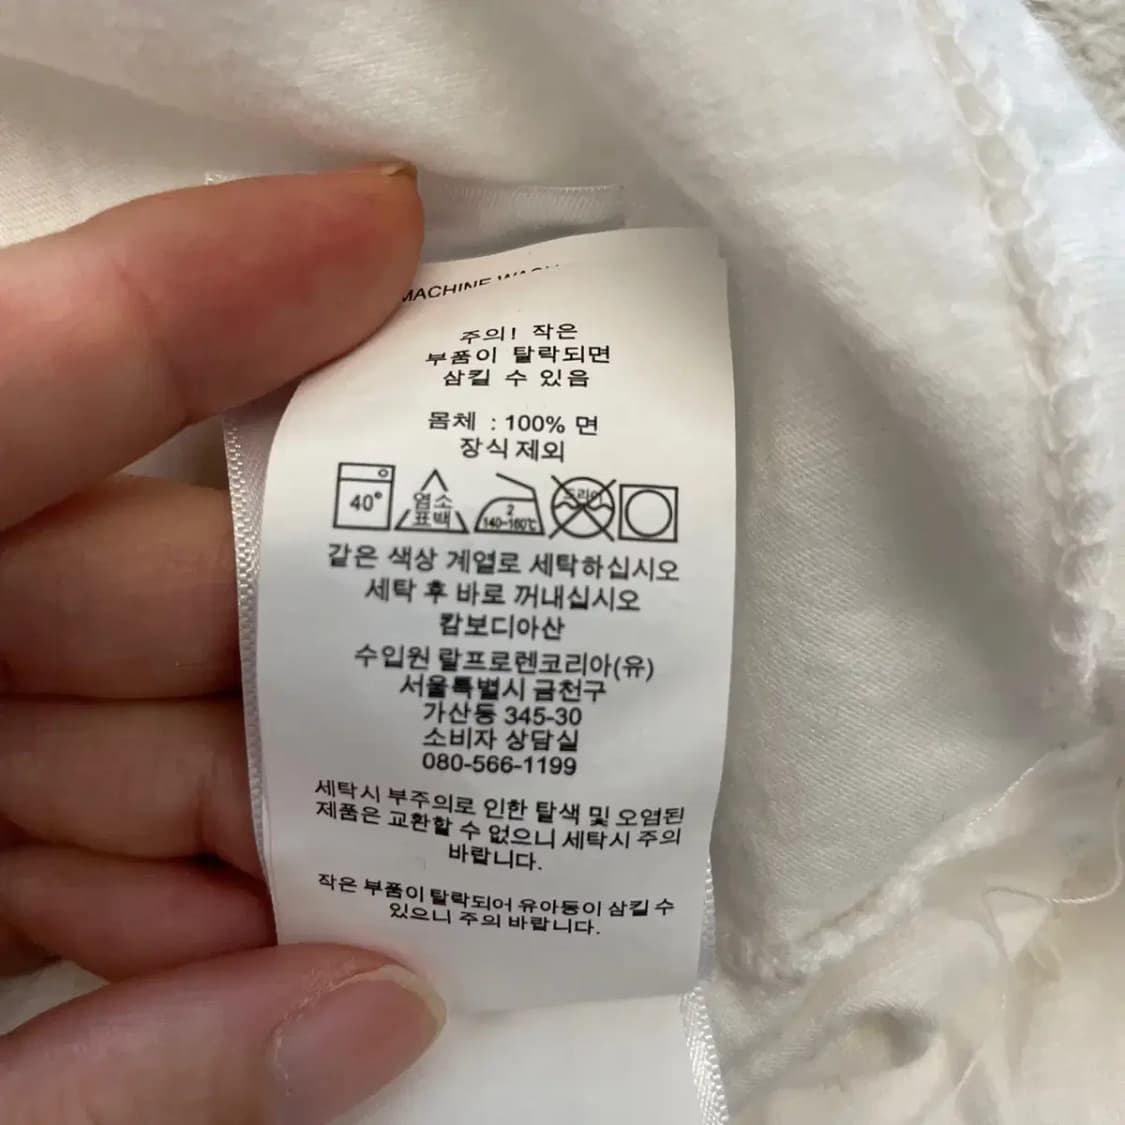 MACHINE WASH
주의! 작은
부품이 탈락되면
삼킬 수 있음
몸체 : 100% 면
장식 제외
40° 염소 표백 2 140-160℃ 드라이
같은 색상 계열로 세탁하십시오
세탁 후 바로 꺼내십시오
캄보디아산
수입원 랄프로렌코리아(유)
서울특별시 금천구
가산동 345-30
소비자 상담실
080-566-1199
세탁시 부주의로 인한 탈색 및 오염된
제품은 교환할 수 없으니 세탁시 주의
바랍니다.
작은 부품이 탈락되어 유아동이 삼킬 수
있으니 주의 바랍니다.